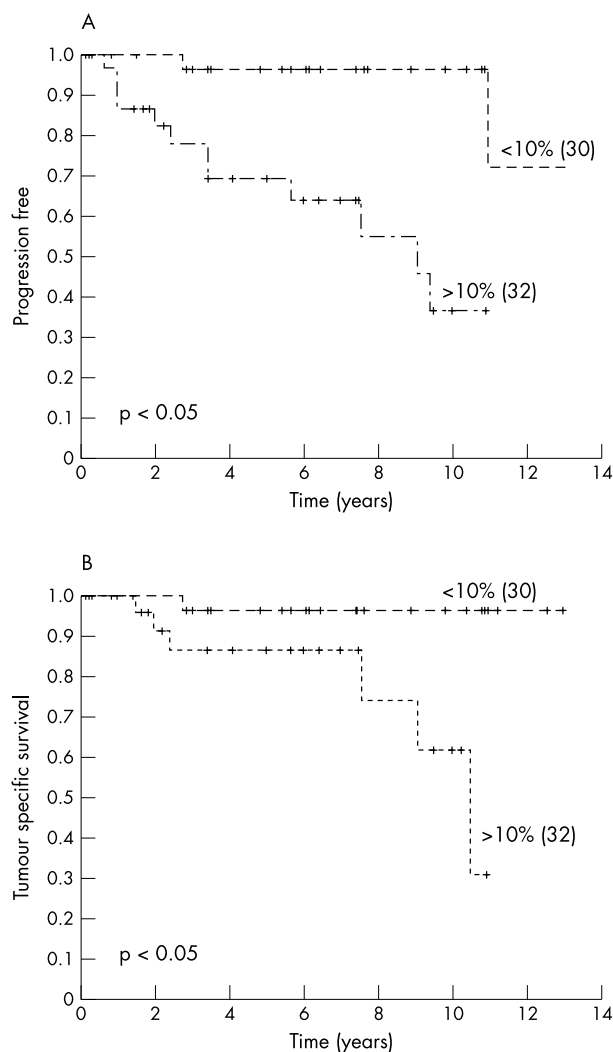 A
1.0
0.9
0.8
0.7
0.6
0.5
0.4
0.3
0.2
0.1
0
Progression free
<10% (30)
>10% (32)
p < 0.05
0 2 4 6 8 10 12 14
Time (years)
B
1.0
0.9
0.8
0.7
0.6
0.5
0.4
0.3
0.2
0.1
0
Tumour specific survival
<10% (30)
>10% (32)
p < 0.05
0 2 4 6 8 10 12 14
Time (years)